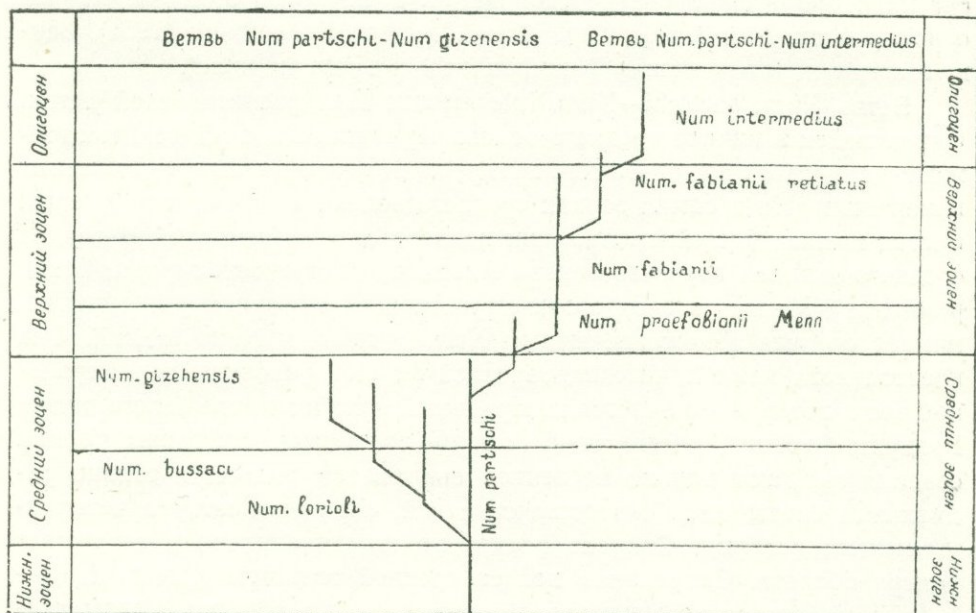 Ветвь Num partschi-Num gizenensis
Ветвь Num.partschi-Num intermedius
Олигоцен
Олигоцен
Num intermedius
Num. fabianii retiatus
Верхний эоцен
Верхний эоцен
Num fabianii
Num praefabianii Менн
Num.gizehensis
Средний эоцен
Средний эоцен
Num partschi
Num. bussaci
Num. lorioli
Нижн.
эоцен
Нижн
эоцен